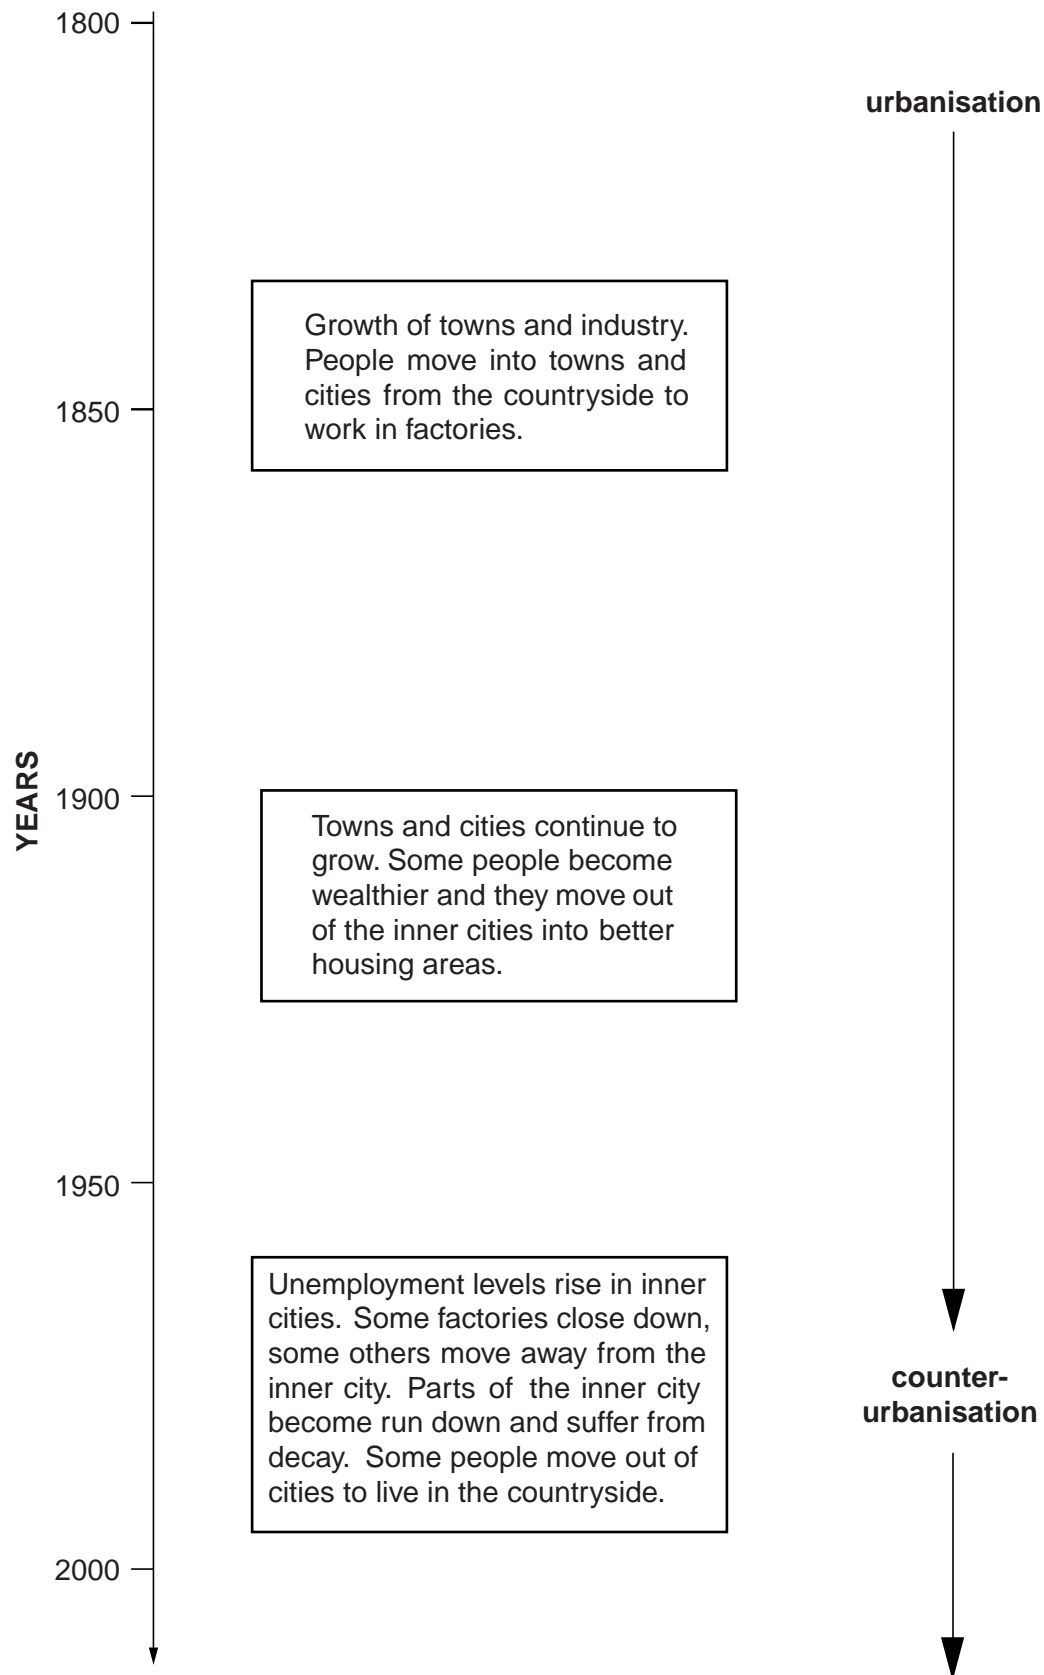 1800
urbanisation
Growth of towns and industry.
People move into towns and
cities from the countryside to
work in factories.
1850
YEARS
1900
Towns and cities continue to
grow. Some people become
wealthier and they move out
of the inner cities into better
housing areas.
1950
Unemployment levels rise in inner
cities. Some factories close down,
some others move away from the
inner city. Parts of the inner city
become run down and suffer from
decay. Some people move out of
cities to live in the countryside.
counter-
urbanisation
2000